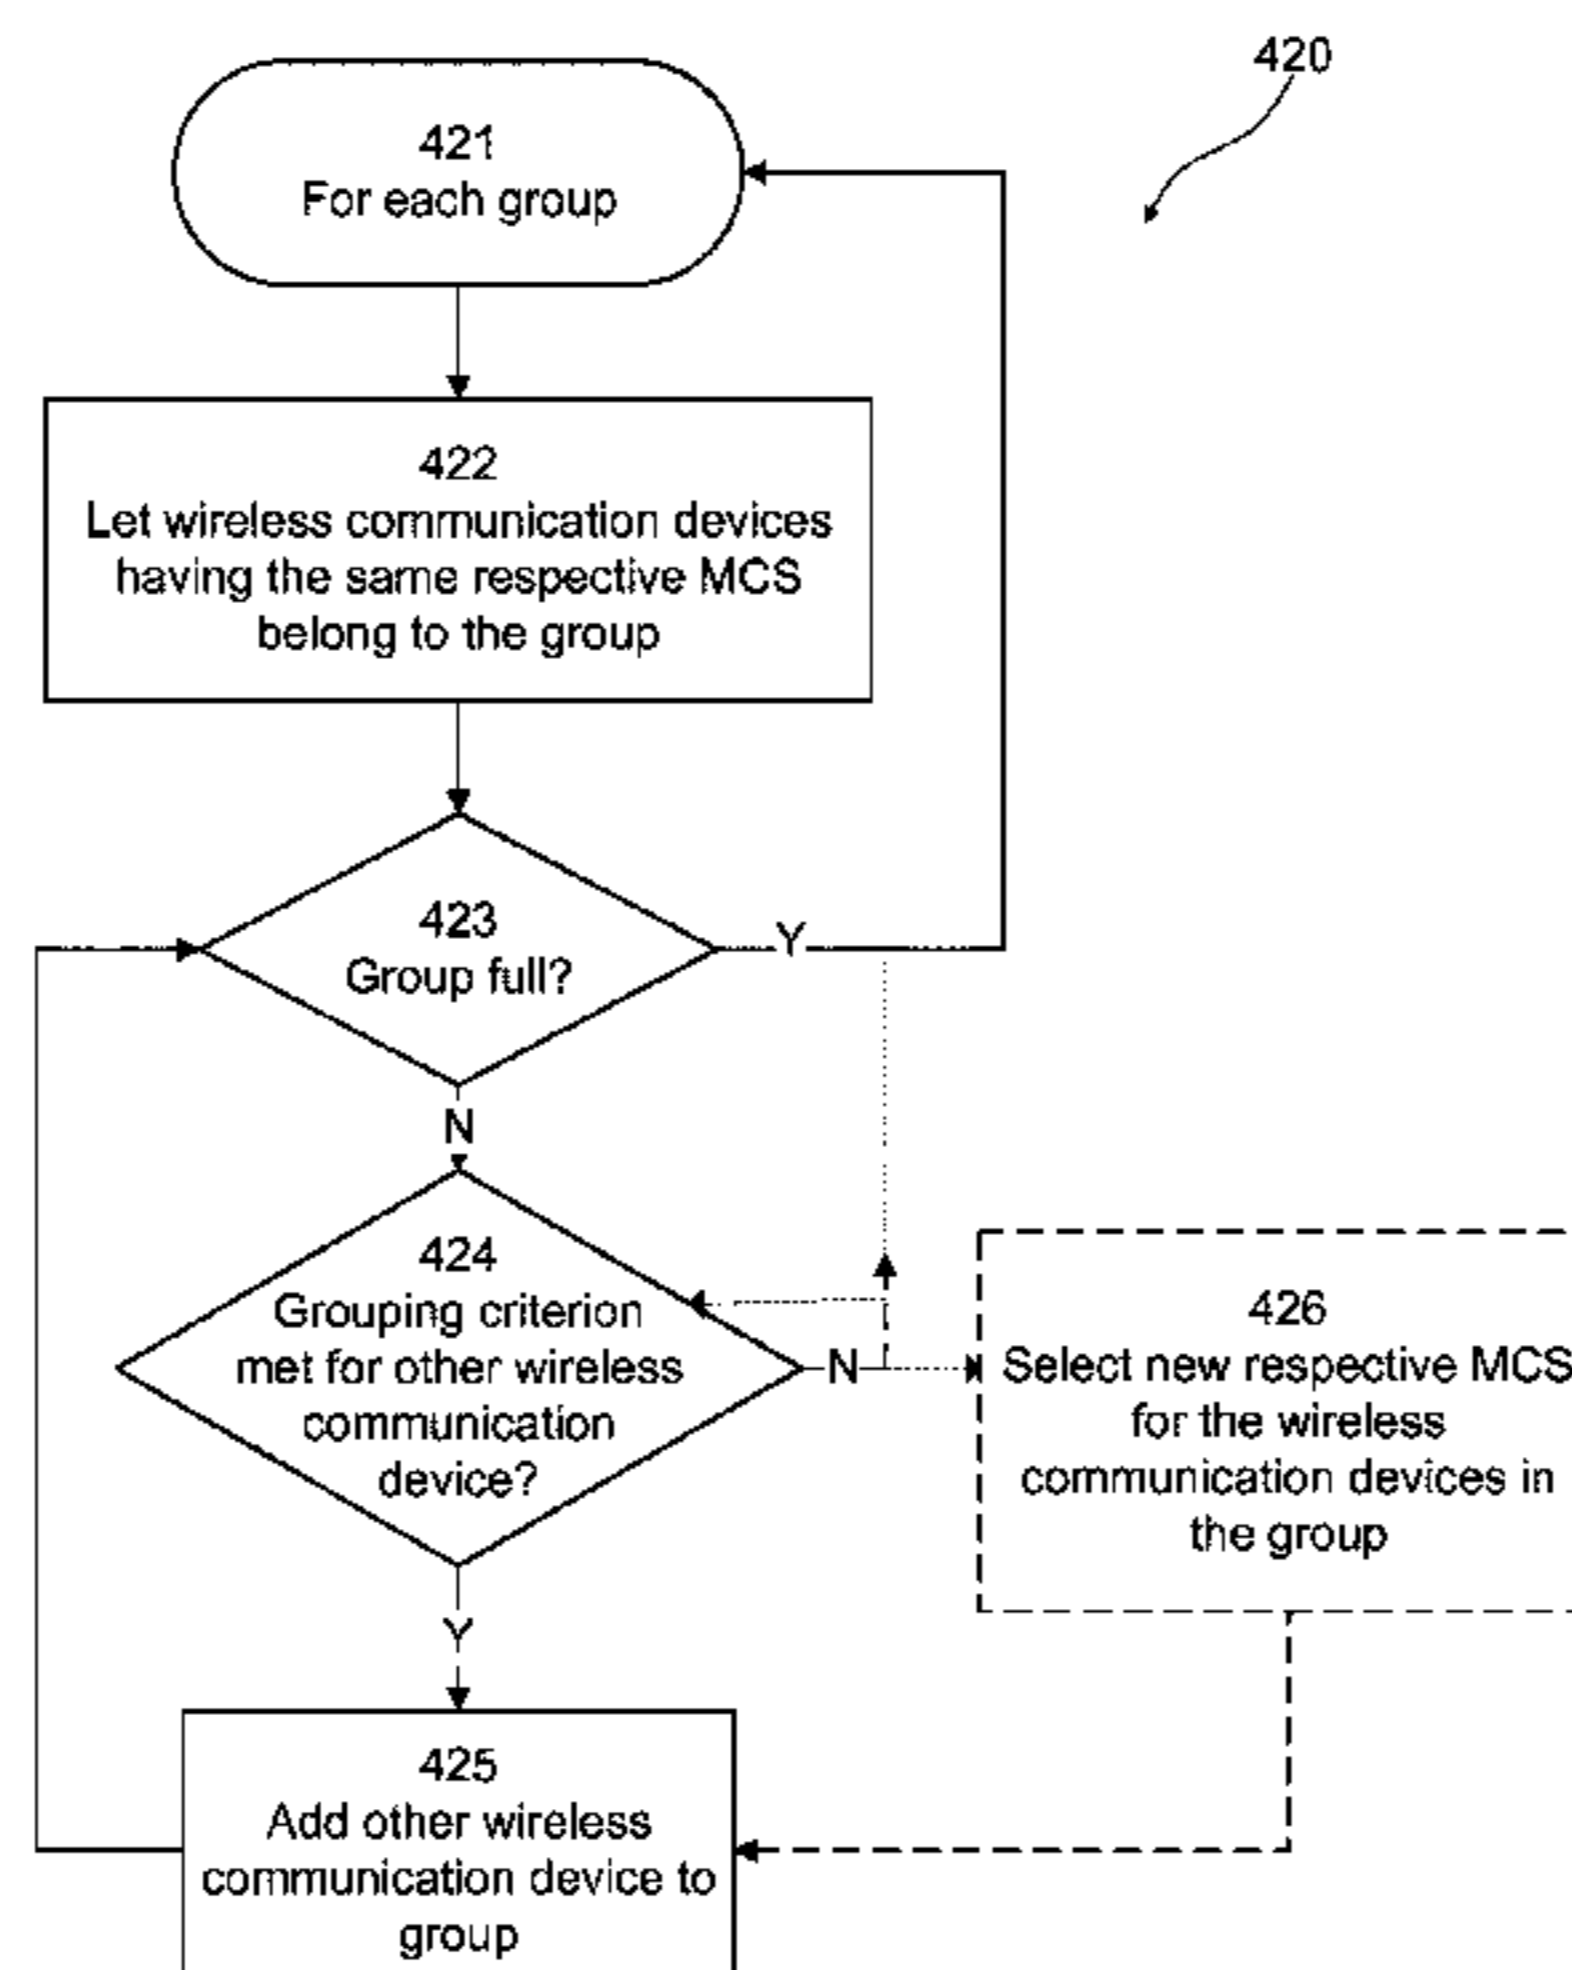 420
421
For each group
422
Let wireless communication devices
having the same respective MCS
belong to the group
423
Group full?
Y
N
424
Grouping criterion
met for other wireless
communication
device?
N
426
Select new respective MCS
for the wireless
communication devices in
the group
Y
425
Add other wireless
communication device to
group